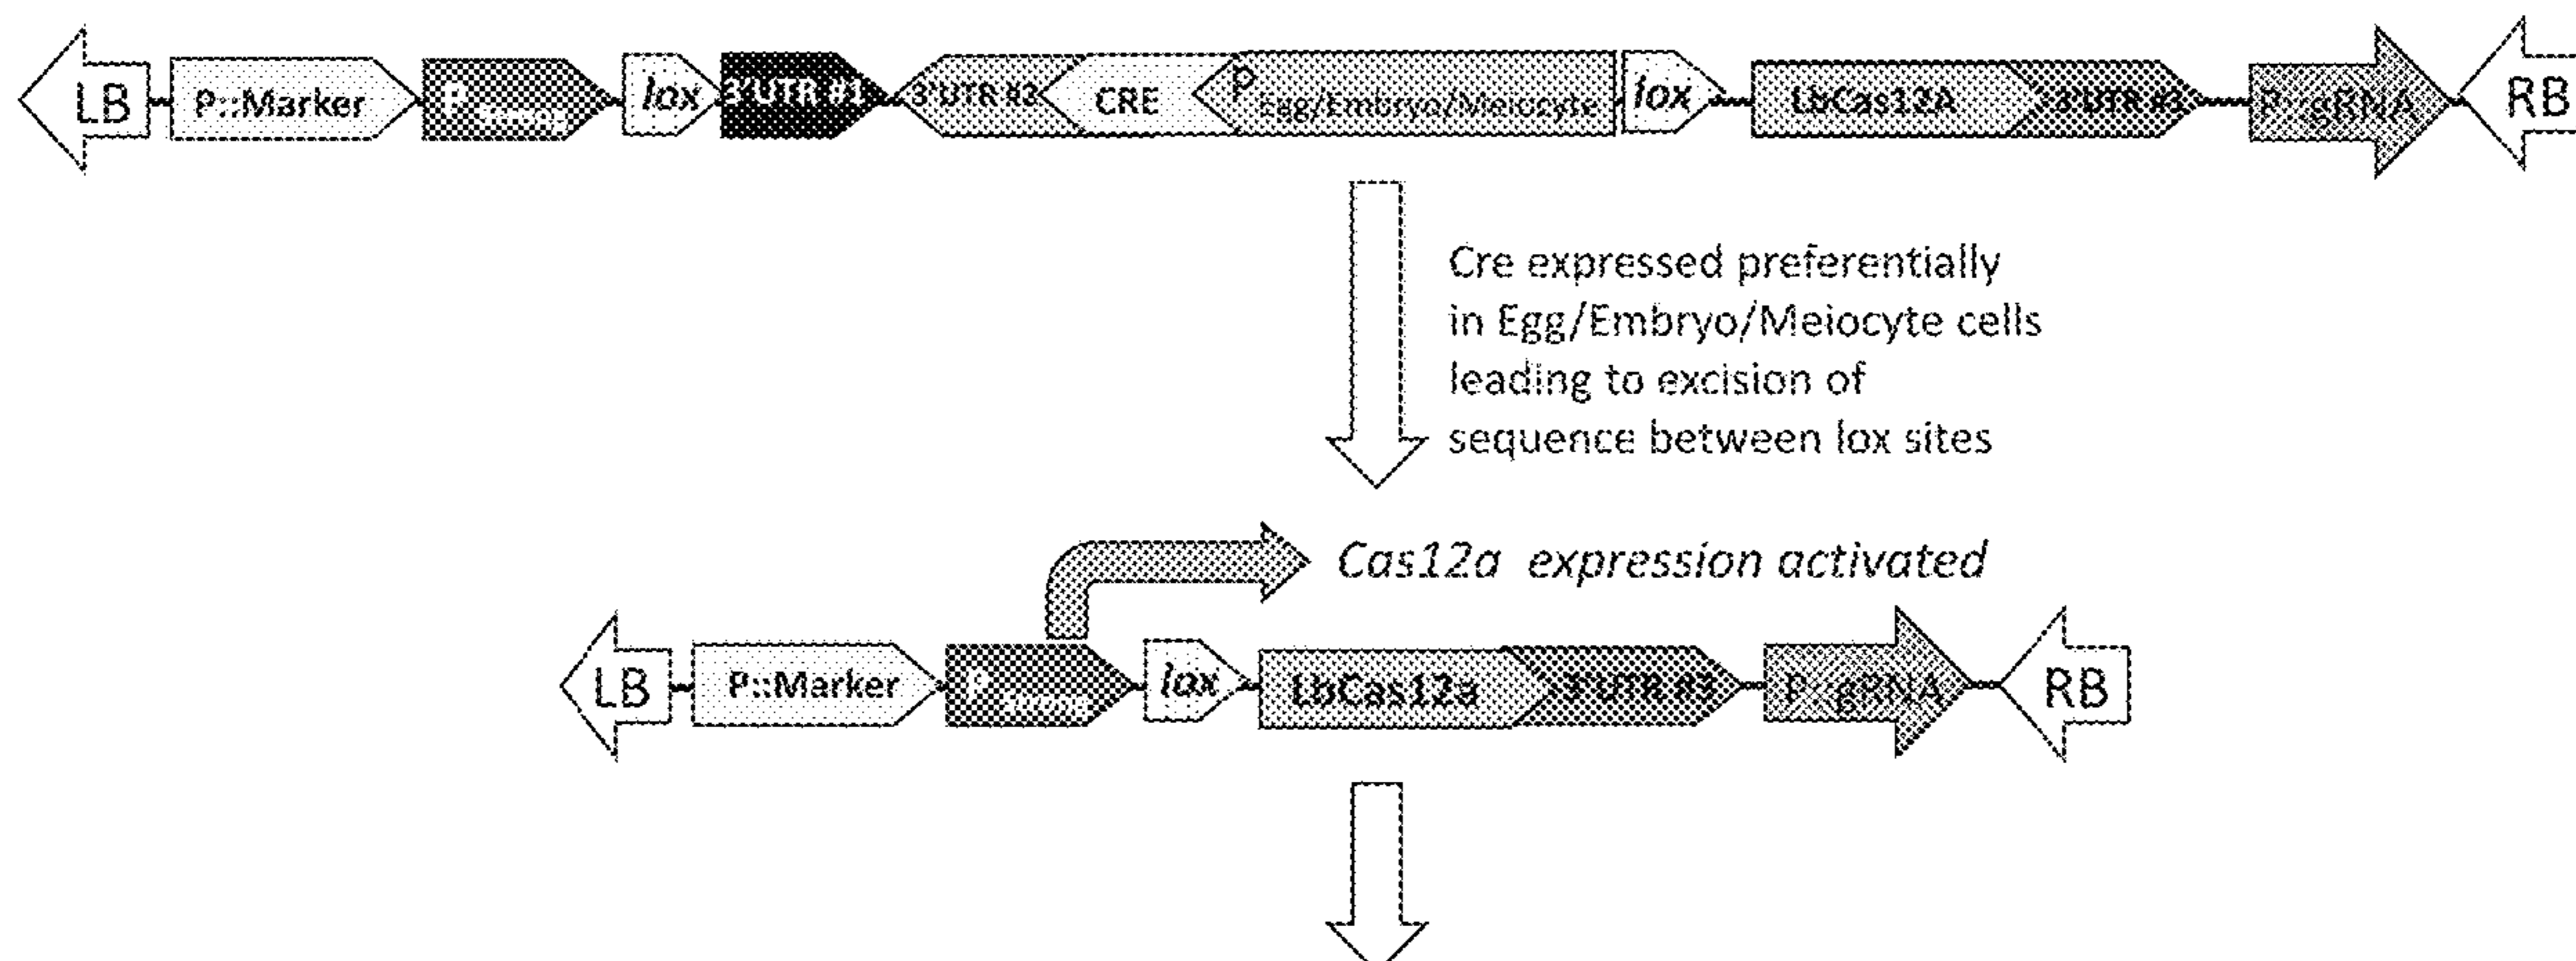 LB P::Marker P lox 3'UTR #1 3'UTR #2 CRE P Egg/Embryo/Meiocyte lox LbCas12A 3'UTR #3 P::gRNA RB
Cre expressed preferentially
in Egg/Embryo/Meiocyte cells
leading to excision of
sequence between lox sites
Cas12a expression activated
LB P::Marker P lox LbCas12a 3'UTR #3 P::gRNA RB